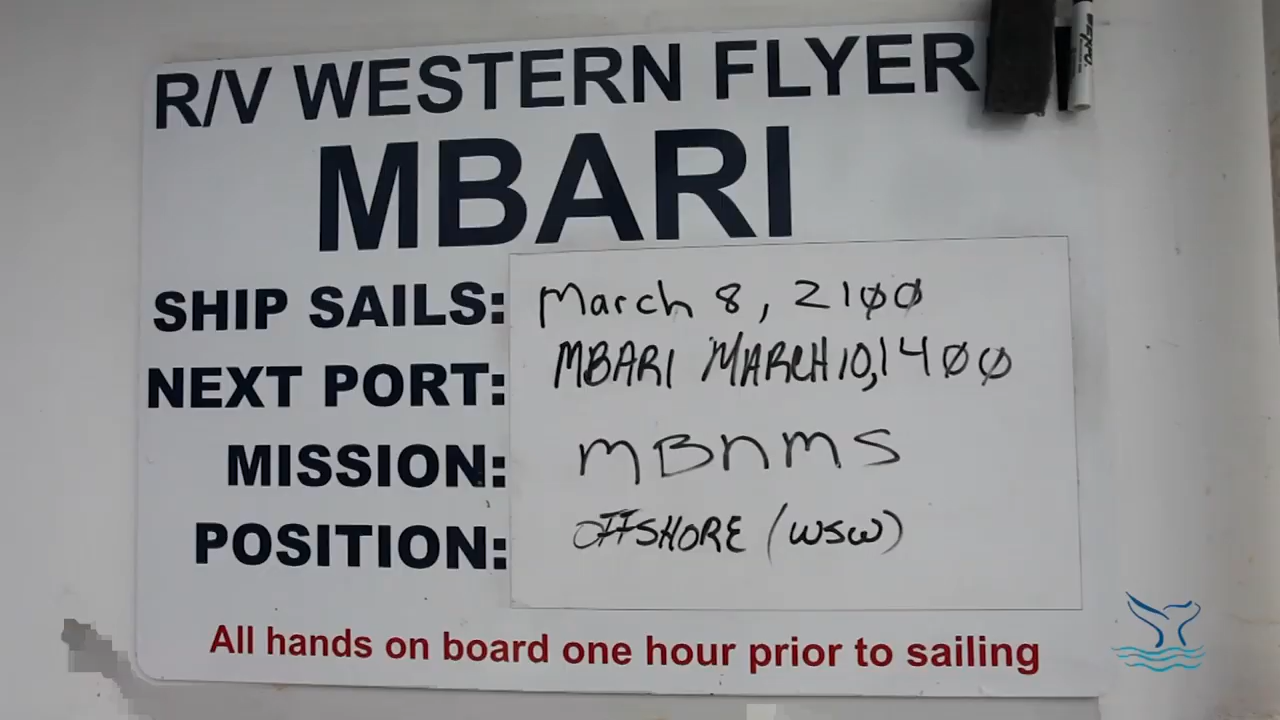 R/V WESTERN FLYER
MBARI
SHIP SAILS: March 8, 2100
NEXT PORT: MBARI MARCH 10, 1400
MISSION: MBNMS
POSITION: OFFSHORE (WSW)
All hands on board one hour prior to sailing